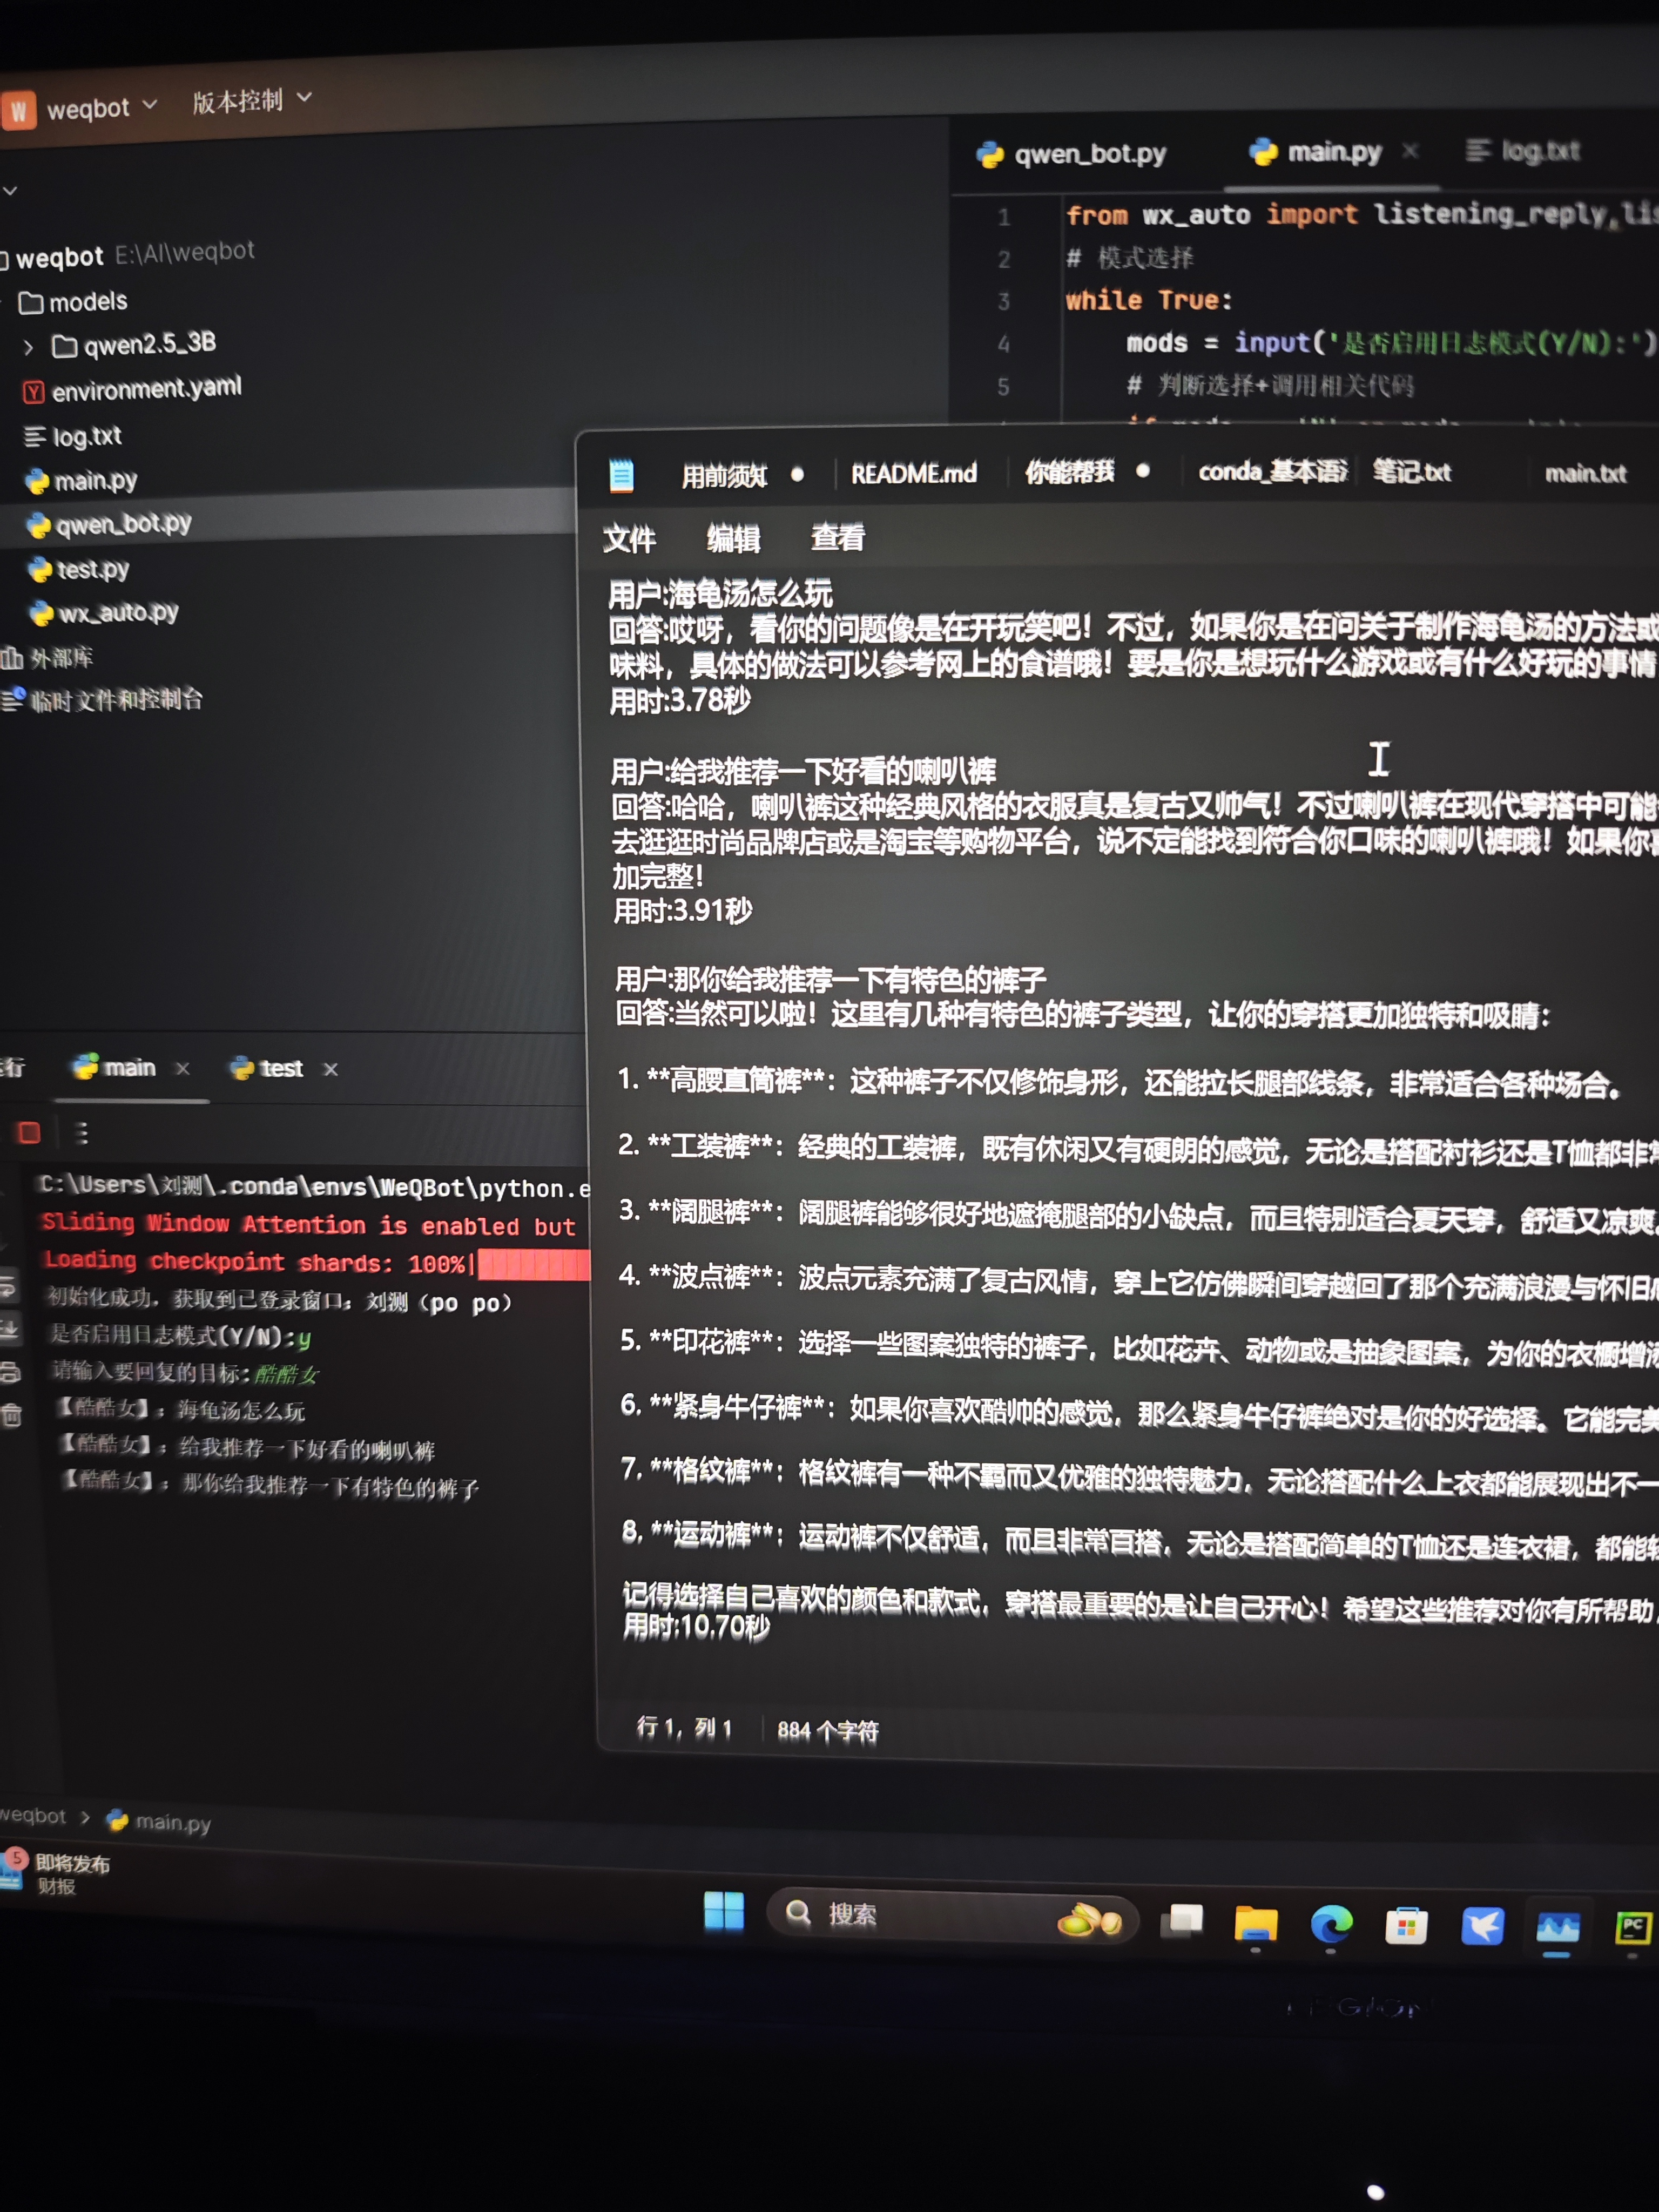 weqbot
版本控制
weqbot E:\AI\weqbot
models
qwen2.5_3B
environment.yaml
log.txt
main.py
qwen_bot.py
test.py
wx_auto.py
外部库
临时文件和控制台
qwen_bot.py
main.py
log.txt
1 from wx_auto import listening_reply,lis
2 # 模式选择
3 while True:
4 mods = input('是否启用日志模式(Y/N):')
5 # 判断选择+调用相关代码
用前须知
README.md
你能帮我
conda_基本语
笔记.txt
main.txt
文件 编辑 查看
用户:海龟汤怎么玩
回答:哎呀，看你的问题像是在开玩笑吧！不过，如果你是在问关于制作海龟汤的方法或
味料，具体的做法可以参考网上的食谱哦！要是你是想玩什么游戏或有什么好玩的事情
用时:3.78秒
用户:给我推荐一下好看的喇叭裤
回答:哈哈，喇叭裤这种经典风格的衣服真是复古又帅气！不过喇叭裤在现代穿搭中可能
去逛逛时尚品牌店或是淘宝等购物平台，说不定能找到符合你口味的喇叭裤哦！如果你喜
加完整！
用时:3.91秒
用户:那你给我推荐一下有特色的裤子
回答:当然可以啦！这里有几种有特色的裤子类型，让你的穿搭更加独特和吸睛：
1. **高腰直筒裤**：这种裤子不仅修饰身形，还能拉长腿部线条，非常适合各种场合。
2. **工装裤**：经典的工装裤，既有休闲又有硬朗的感觉，无论是搭配衬衫还是T恤都非常
3. **阔腿裤**：阔腿裤能够很好地遮掩腿部的小缺点，而且特别适合夏天穿，舒适又凉爽。
4. **波点裤**：波点元素充满了复古风情，穿上它仿佛瞬间穿越回了那个充满浪漫与怀旧
5. **印花裤**：选择一些图案独特的裤子，比如花卉、动物或是抽象图案，为你的衣橱增添
6. **紧身牛仔裤**：如果你喜欢酷帅的感觉，那么紧身牛仔裤绝对是你的好选择。它能完美
7. **格纹裤**：格纹裤有一种不羁而又优雅的独特魅力，无论搭配什么上衣都能展现出不一
8. **运动裤**：运动裤不仅舒适，而且非常百搭，无论是搭配简单的T恤还是连衣裙，都能轻
记得选择自己喜欢的颜色和款式，穿搭最重要的是让自己开心！希望这些推荐对你有所帮助，
用时:10.70秒
行 1，列 1 884 个字符
行
main
test
C:\Users\刘测\.conda\envs\WeQBot\python.e
Sliding Window Attention is enabled but
Loading checkpoint shards: 100%|
初始化成功，获取到已登录窗口：刘测（po po）
是否启用日志模式(Y/N):y
请输入要回复的目标:酷酷女
【酷酷女】：海龟汤怎么玩
【酷酷女】：给我推荐一下好看的喇叭裤
【酷酷女】：那你给我推荐一下有特色的裤子
weqbot > main.py
5
即将发布
财报
搜索
PC